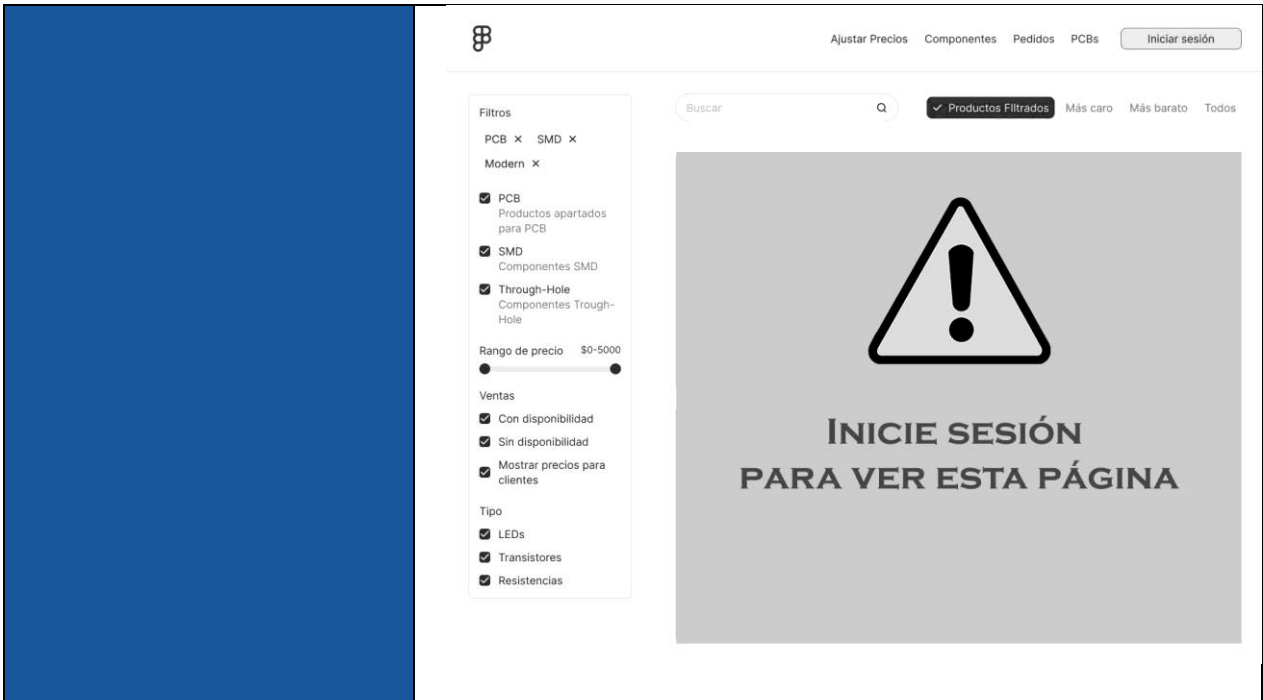 Ajustar Precios Componentes Pedidos PCBs Iniciar sesión
Filtros
PCB SMD
Modern
PCB
Productos apartados
para PCB
SMD
Componentes SMD
Through-Hole
Componentes Trough-
Hole
Rango de precio $0-5000
Ventas
Con disponibilidad
Sin disponibilidad
Mostrar precios para
clientes
Tipo
LEDs
Transistores
Resistencias
Buscar
Productos FIltrados Más caro Más barato Todos
INICIE SESIÓN
PARA VER ESTA PÁGINA